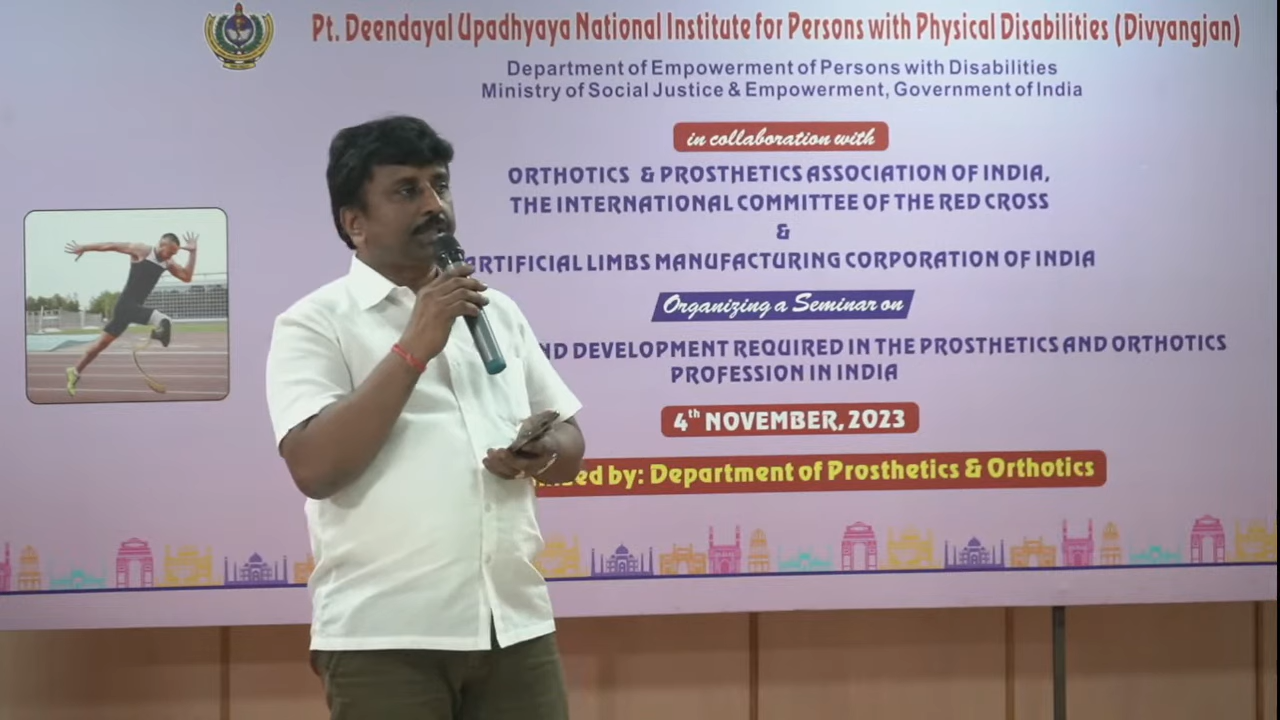 Pt. Deendayal Upadhyaya National Institute for Persons with Physical Disabilities (Divyangjan)
Department of Empowerment of Persons with Disabilities
Ministry of Social Justice & Empowerment, Government of India
in collaboration with
ORTHOTICS & PROSTHETICS ASSOCIATION OF INDIA,
THE INTERNATIONAL COMMITTEE OF THE RED CROSS
&
ARTIFICIAL LIMBS MANUFACTURING CORPORATION OF INDIA
Organizing a Seminar on
ND DEVELOPMENT REQUIRED IN THE PROSTHETICS AND ORTHOTICS
PROFESSION IN INDIA
4th NOVEMBER, 2023
ised by: Department of Prosthetics & Orthotics